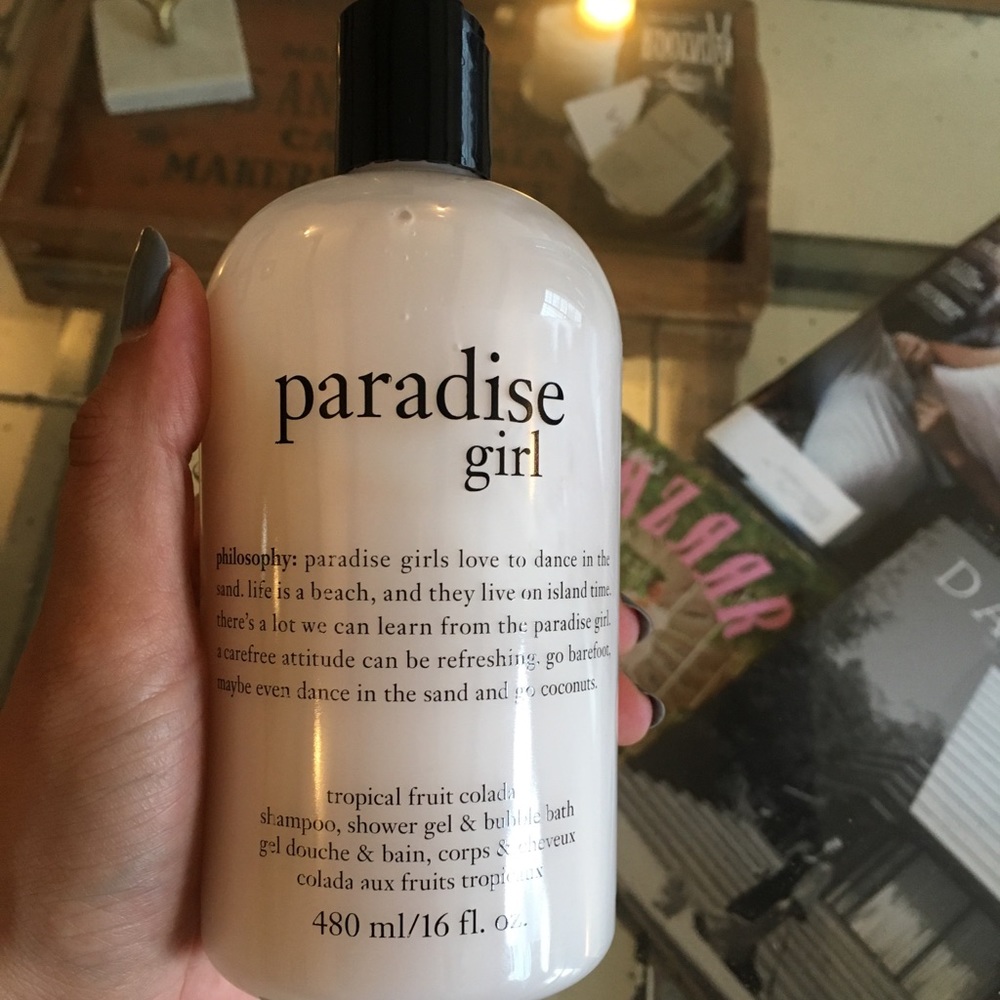 paradise
girl
philosophy: paradise girls love to dance in the
sand. life is a beach, and they live on island time.
there's a lot we can learn from the paradise girl.
a carefree attitude can be refreshing. go barefoot,
maybe even dance in the sand and go coconuts.
tropical fruit colada
shampoo, shower gel & bubble bath
gel douche & bain, corps & cheveux
colada aux fruits tropicaux
480 ml/16 fl. oz.
AZAAR
DA
MAKERS